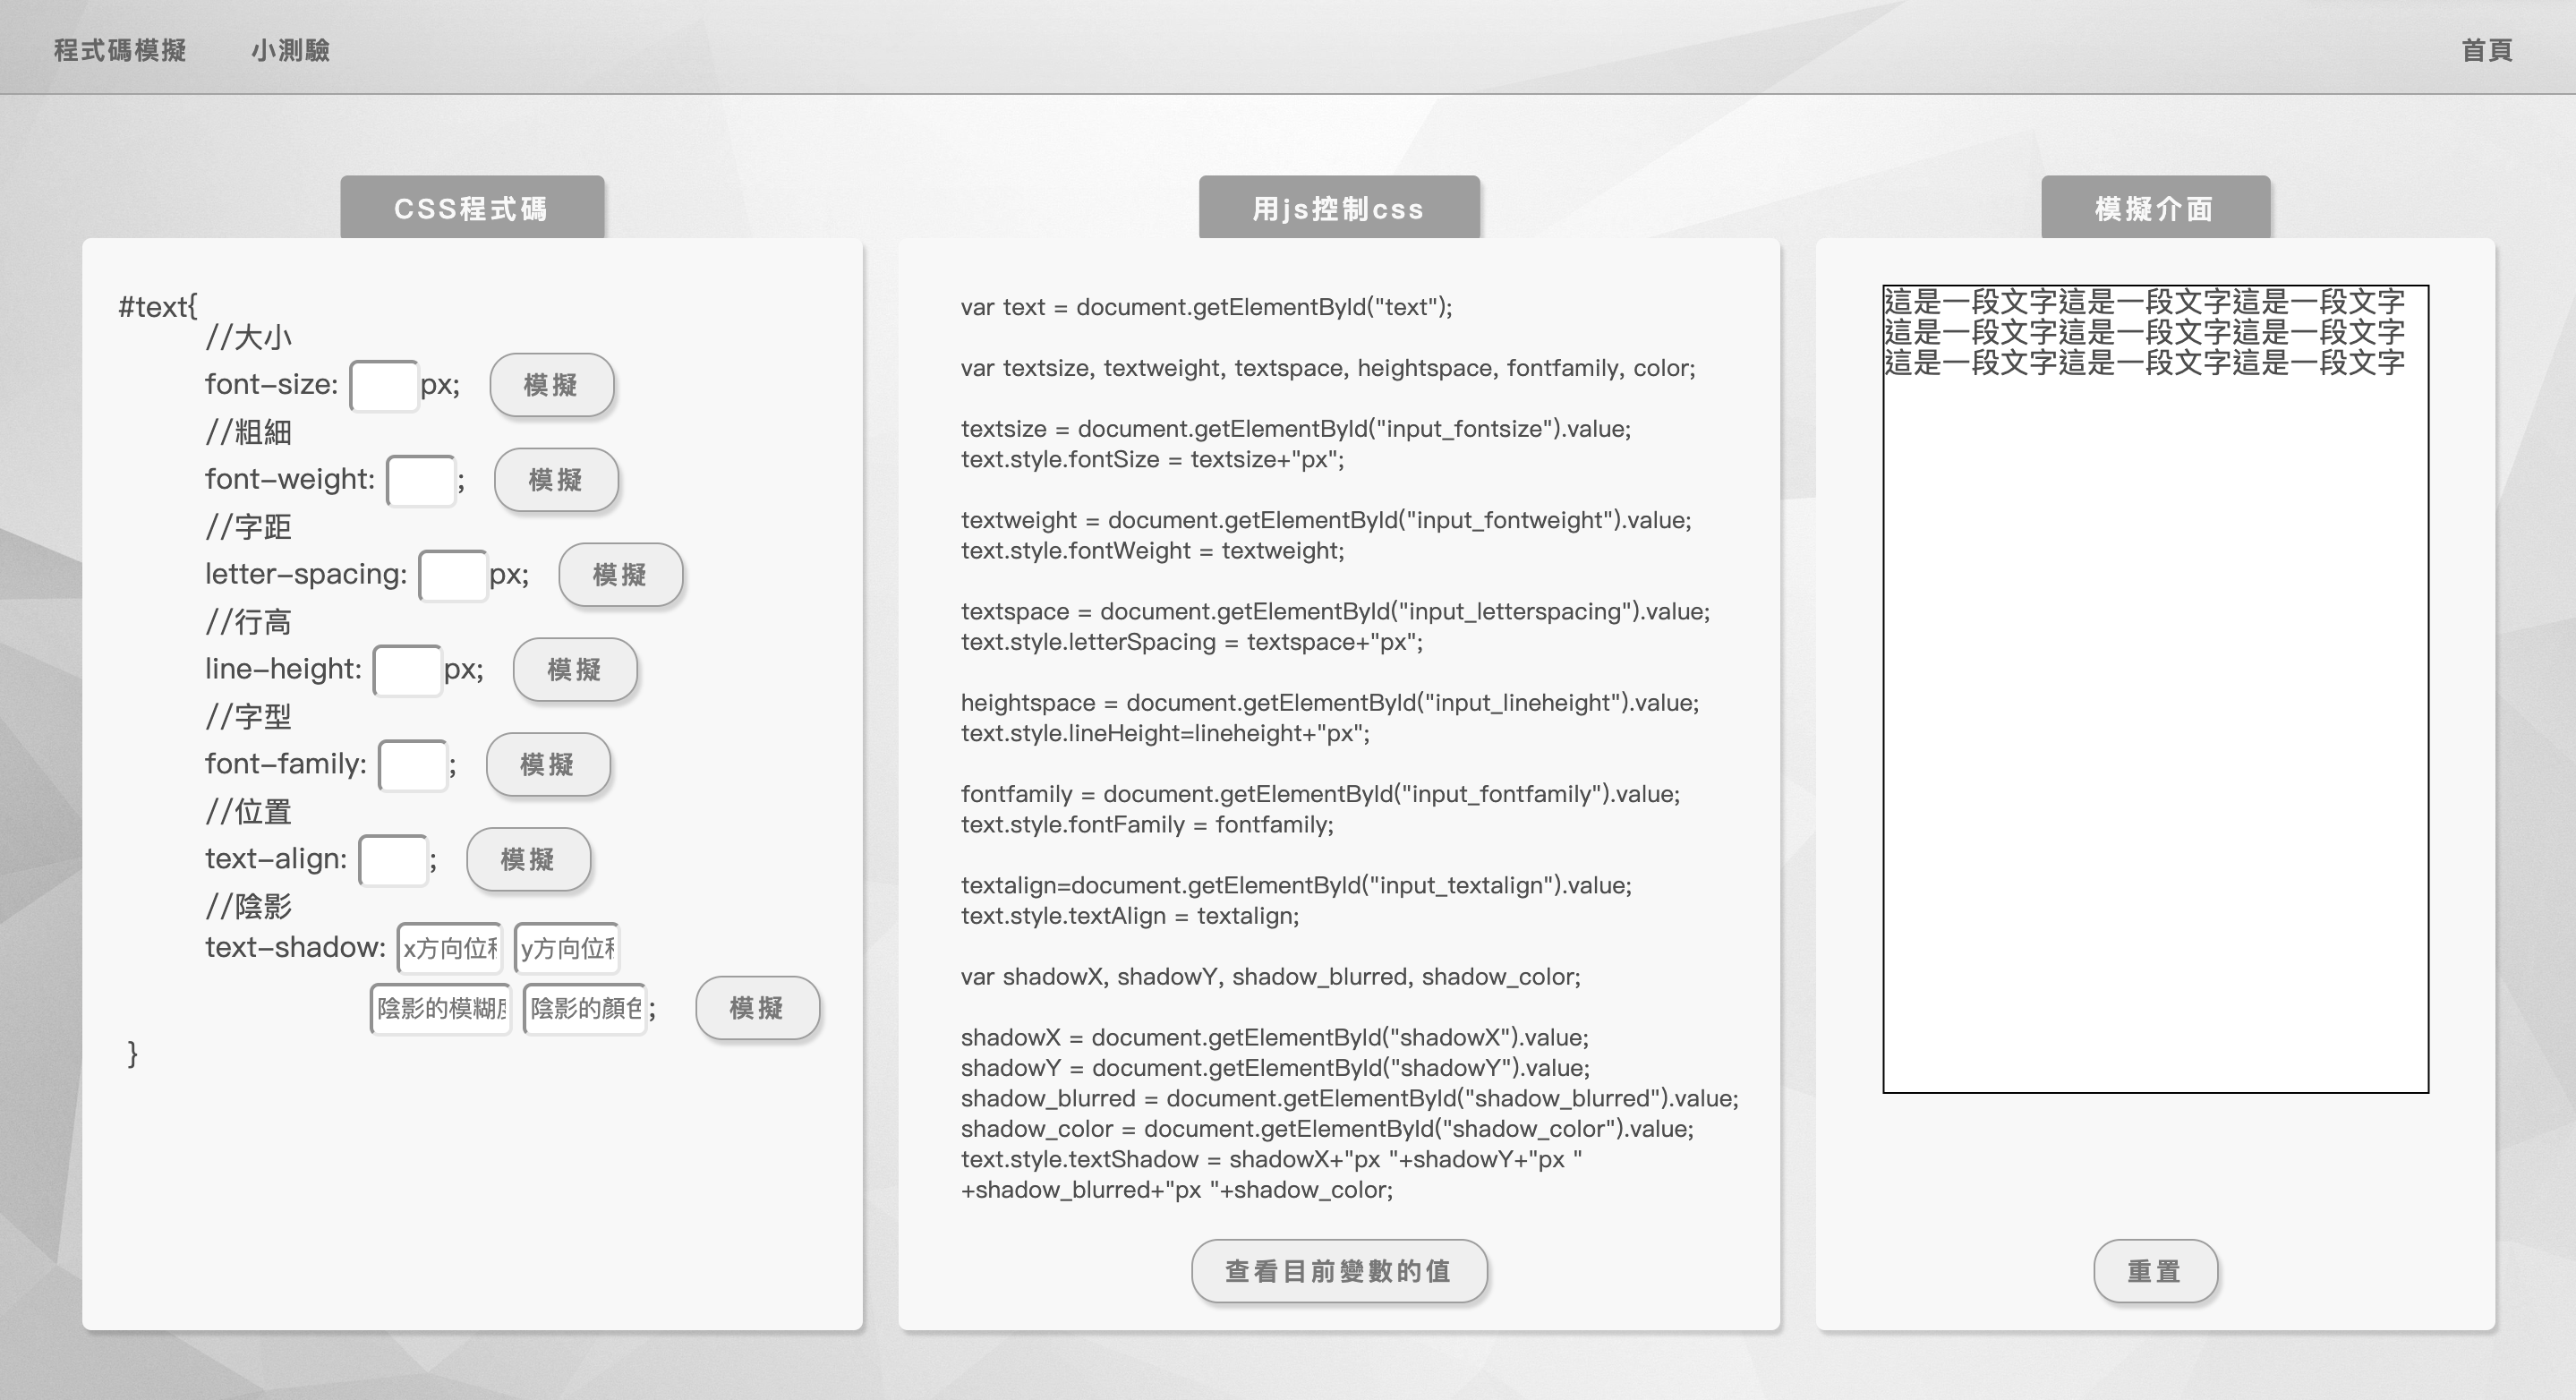 程式碼模擬 小測驗 首頁
CSS程式碼
#text{
//大小
font-size: px; 模擬
//粗細
font-weight: ; 模擬
//字距
letter-spacing: px; 模擬
//行高
line-height: px; 模擬
//字型
font-family: ; 模擬
//位置
text-align: ; 模擬
//陰影
text-shadow: x方向位 y方向位
陰影的模糊 陰影的顏色 ; 模擬
}
用js控制css
var text = document.getElementById("text");
var textsize, textweight, textspace, heightspace, fontfamily, color;
textsize = document.getElementById("input_fontsize").value;
text.style.fontSize = textsize+"px";
textweight = document.getElementById("input_fontweight").value;
text.style.fontWeight = textweight;
textspace = document.getElementById("input_letterspacing").value;
text.style.letterSpacing = textspace+"px";
heightspace = document.getElementById("input_lineheight").value;
text.style.lineHeight=lineheight+"px";
fontfamily = document.getElementById("input_fontfamily").value;
text.style.fontFamily = fontfamily;
textalign=document.getElementById("input_textalign").value;
text.style.textAlign = textalign;
var shadowX, shadowY, shadow_blurred, shadow_color;
shadowX = document.getElementById("shadowX").value;
shadowY = document.getElementById("shadowY").value;
shadow_blurred = document.getElementById("shadow_blurred").value;
shadow_color = document.getElementById("shadow_color").value;
text.style.textShadow = shadowX+"px "+shadowY+"px "
+shadow_blurred+"px "+shadow_color;
查看目前變數的值
模擬介面
這是一段文字這是一段文字這是一段文字
這是一段文字這是一段文字這是一段文字
這是一段文字這是一段文字這是一段文字
重置